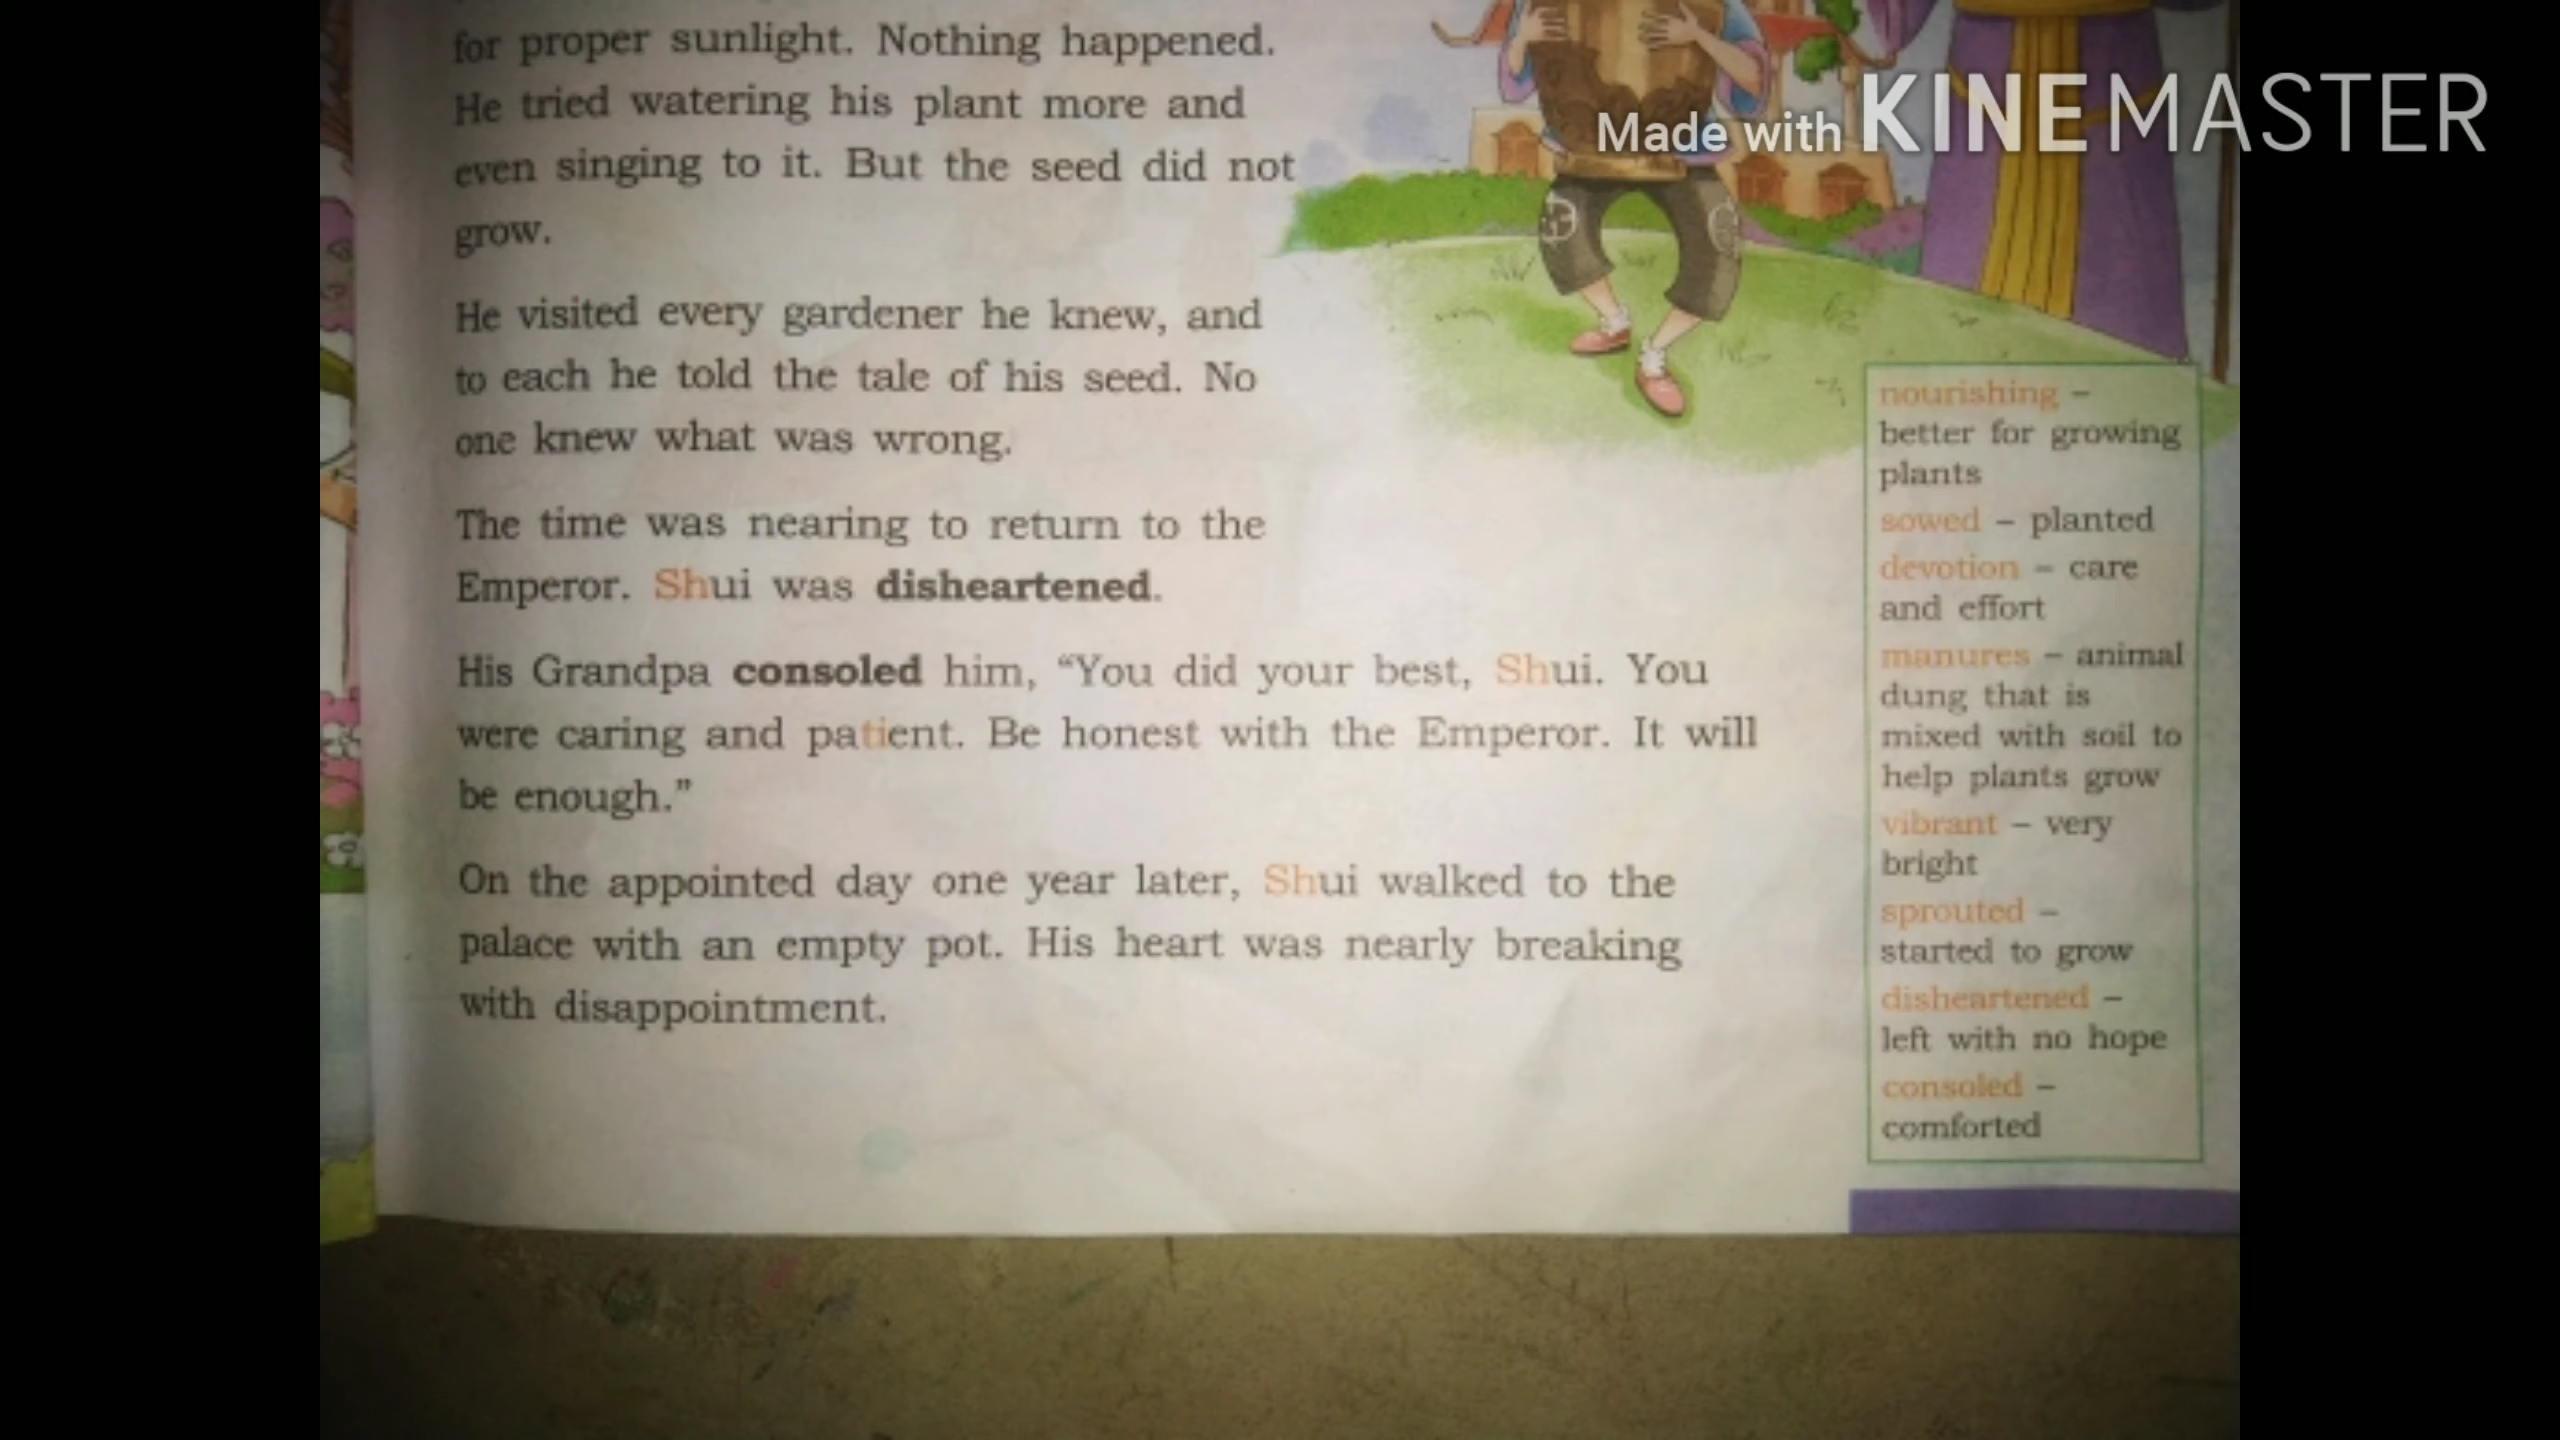 for proper sunlight. Nothing happened.
He tried watering his plant more and
even singing to it. But the seed did not
grow.
He visited every gardener he knew, and
to each he told the tale of his seed. No
one knew what was wrong.
The time was nearing to return to the
Emperor. Shui was disheartened.
His Grandpa consoled him, “You did your best, Shui. You
were caring and patient. Be honest with the Emperor. It will
be enough.”
On the appointed day one year later, Shui walked to the
palace with an empty pot. His heart was nearly breaking
with disappointment.
Made with KINEMASTER
nourishing –
better for growing
plants
sowed – planted
devotion – care
and effort
manures – animal
dung that is
mixed with soil to
help plants grow
vibrant – very
bright
sprouted –
started to grow
disheartened –
left with no hope
consoled –
comforted